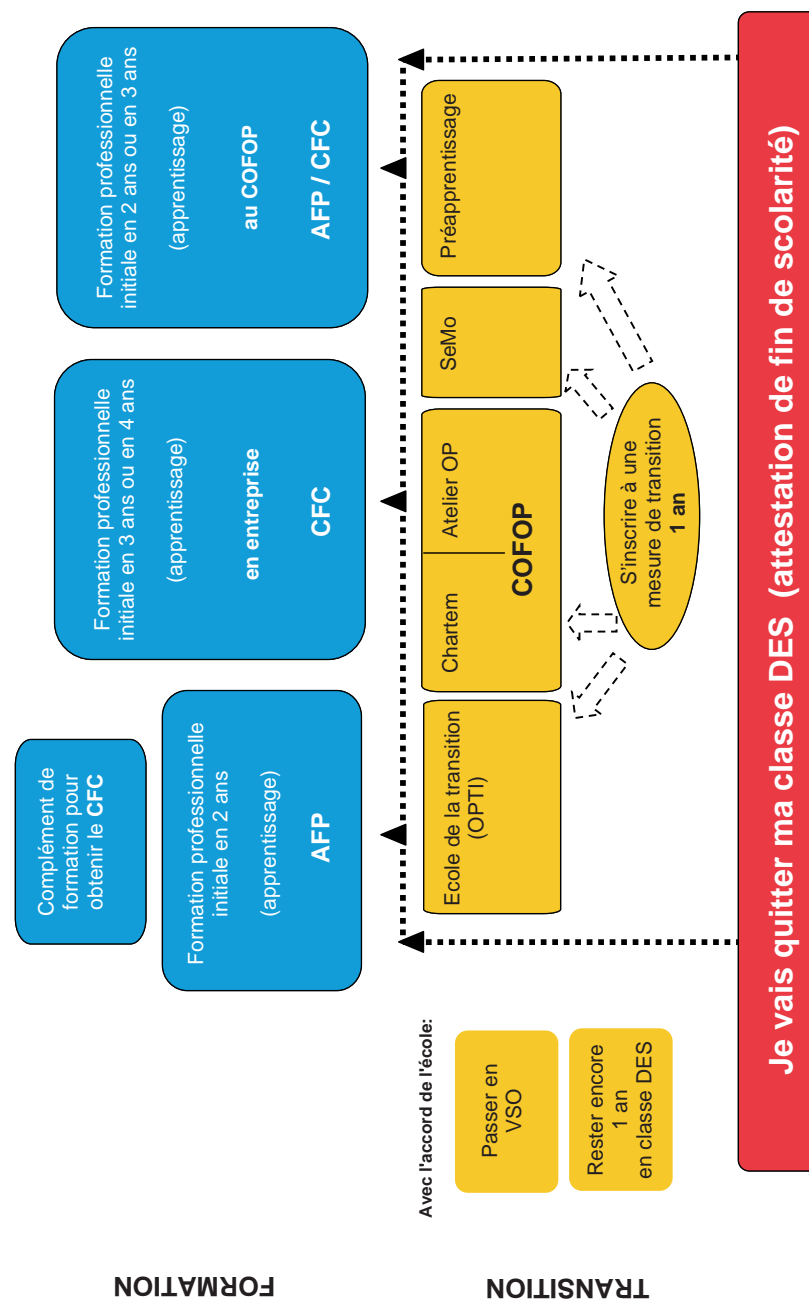 FORMATION
Complément de
formation pour
obtenir le CFC
Formation professionnelle
initiale en 2 ans
(apprentissage)
AFP
Formation professionnelle
initiale en 3 ans ou en 4 ans
(apprentissage)
en entreprise
CFC
Formation professionnelle
initiale en 2 ans ou en 3 ans
(apprentissage)
au COFOP
AFP / CFC
TRANSITION
Avec l'accord de l'école:
Passer en
VSO
Rester encore
1 an
en classe DES
Ecole de la transition
(OPTI)
Chartem
Atelier OP
COFOP
SeMo
Préapprentissage
S'inscrire à une
mesure de transition
1 an
Je vais quitter ma classe DES (attestation de fin de scolarité)